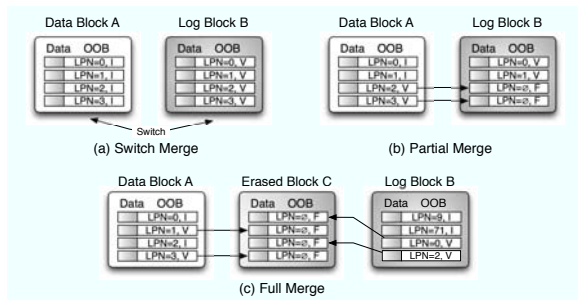 Data Block A
Log Block B
Data OOB
LPN=0, I
LPN=1, I
LPN=2, I
LPN=3, I
Data OOB
LPN=0, V
LPN=1, V
LPN=2, V
LPN=3, V
Switch
(a) Switch Merge
Data Block A
Log Block B
Data OOB
LPN=0, I
LPN=1, I
LPN=2, V
LPN=3, V
Data OOB
LPN=0, V
LPN=1, V
LPN=ø, F
LPN=ø, F
(b) Partial Merge
Data Block A
Erased Block C
Log Block B
Data OOB
LPN=0, I
LPN=1, V
LPN=2, I
LPN=3, V
Data OOB
LPN=ø, F
LPN=ø, F
LPN=ø, F
LPN=ø, F
Data OOB
LPN=9, I
LPN=71, I
LPN=0, V
LPN=2, V
(c) Full Merge